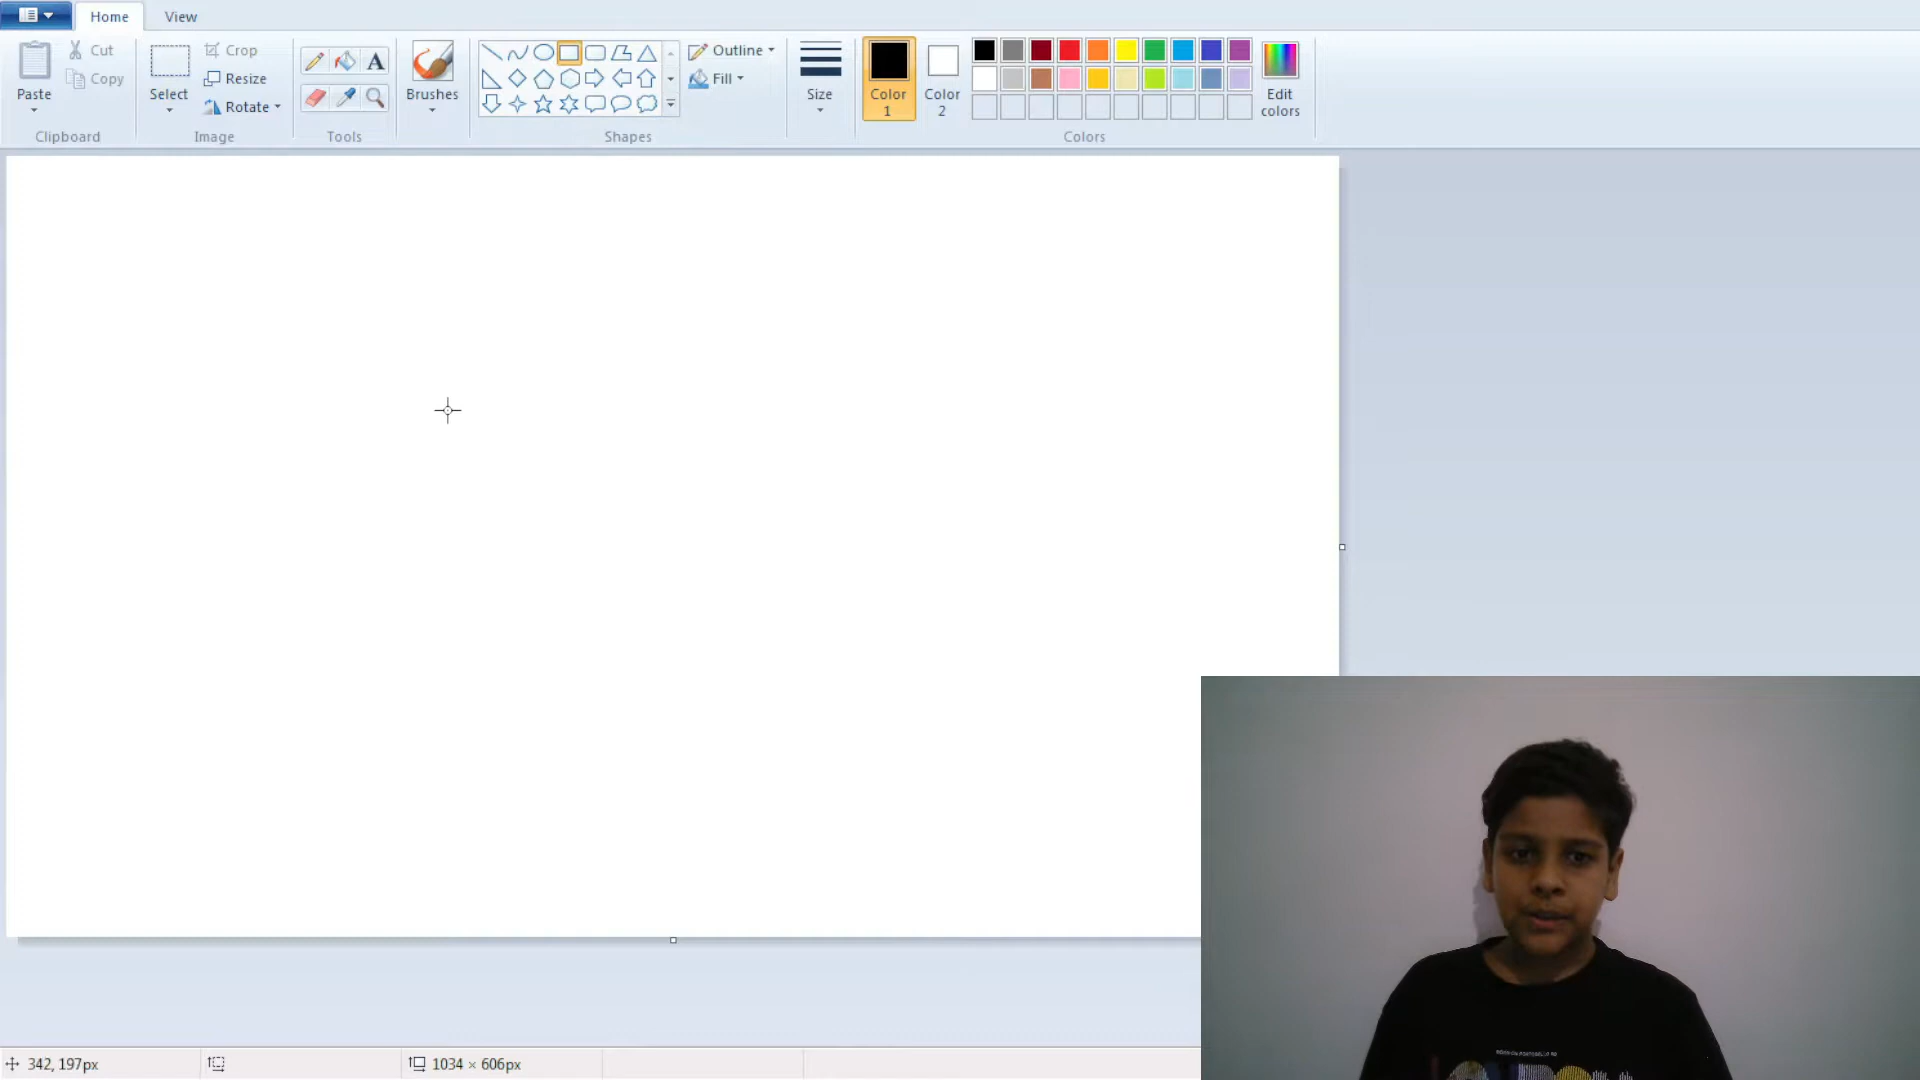 Home View
Paste Cut Copy Clipboard
Select Crop Resize Rotate Image
A Tools
Brushes
Outline Fill Shapes
Size
Color 1 Color 2 Edit colors Colors
342, 197px 1034 × 606px